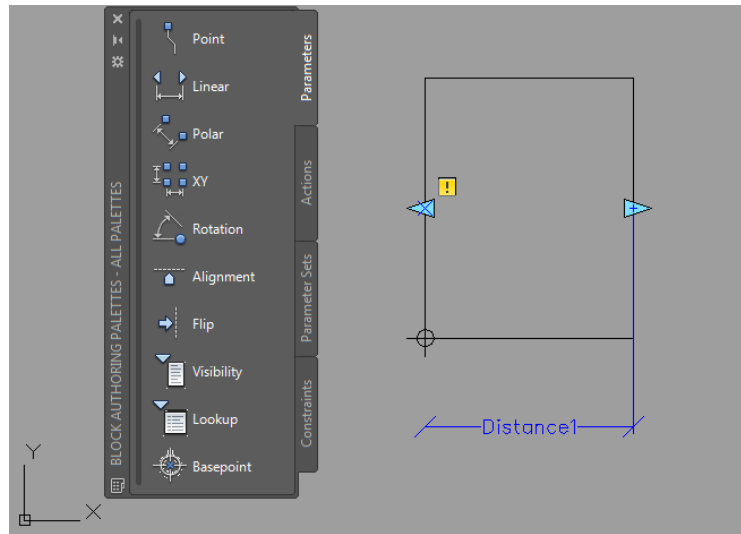 BLOCK AUTHORING PALETTES - ALL PALETTES
Point
Linear
Polar
XY
Rotation
Alignment
Flip
Visibility
Lookup
Basepoint
Parameters
Actions
Parameter Sets
Constraints
!
Distance1
Y
X